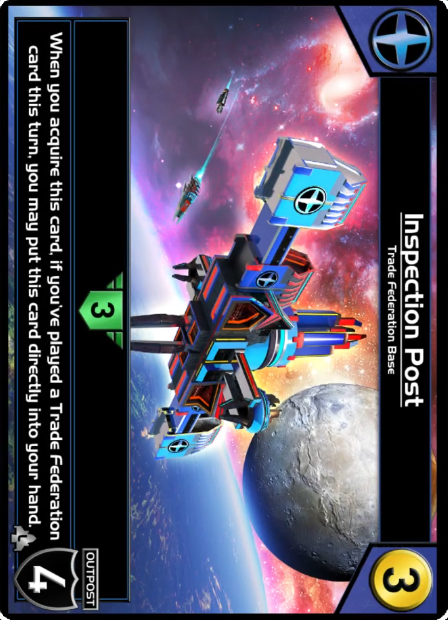 Inspection Post
Trade Federation Base
3
3
When you acquire this card, if you've played a Trade Federation
card this turn, you may put this card directly into your hand.
OUTPOST
4